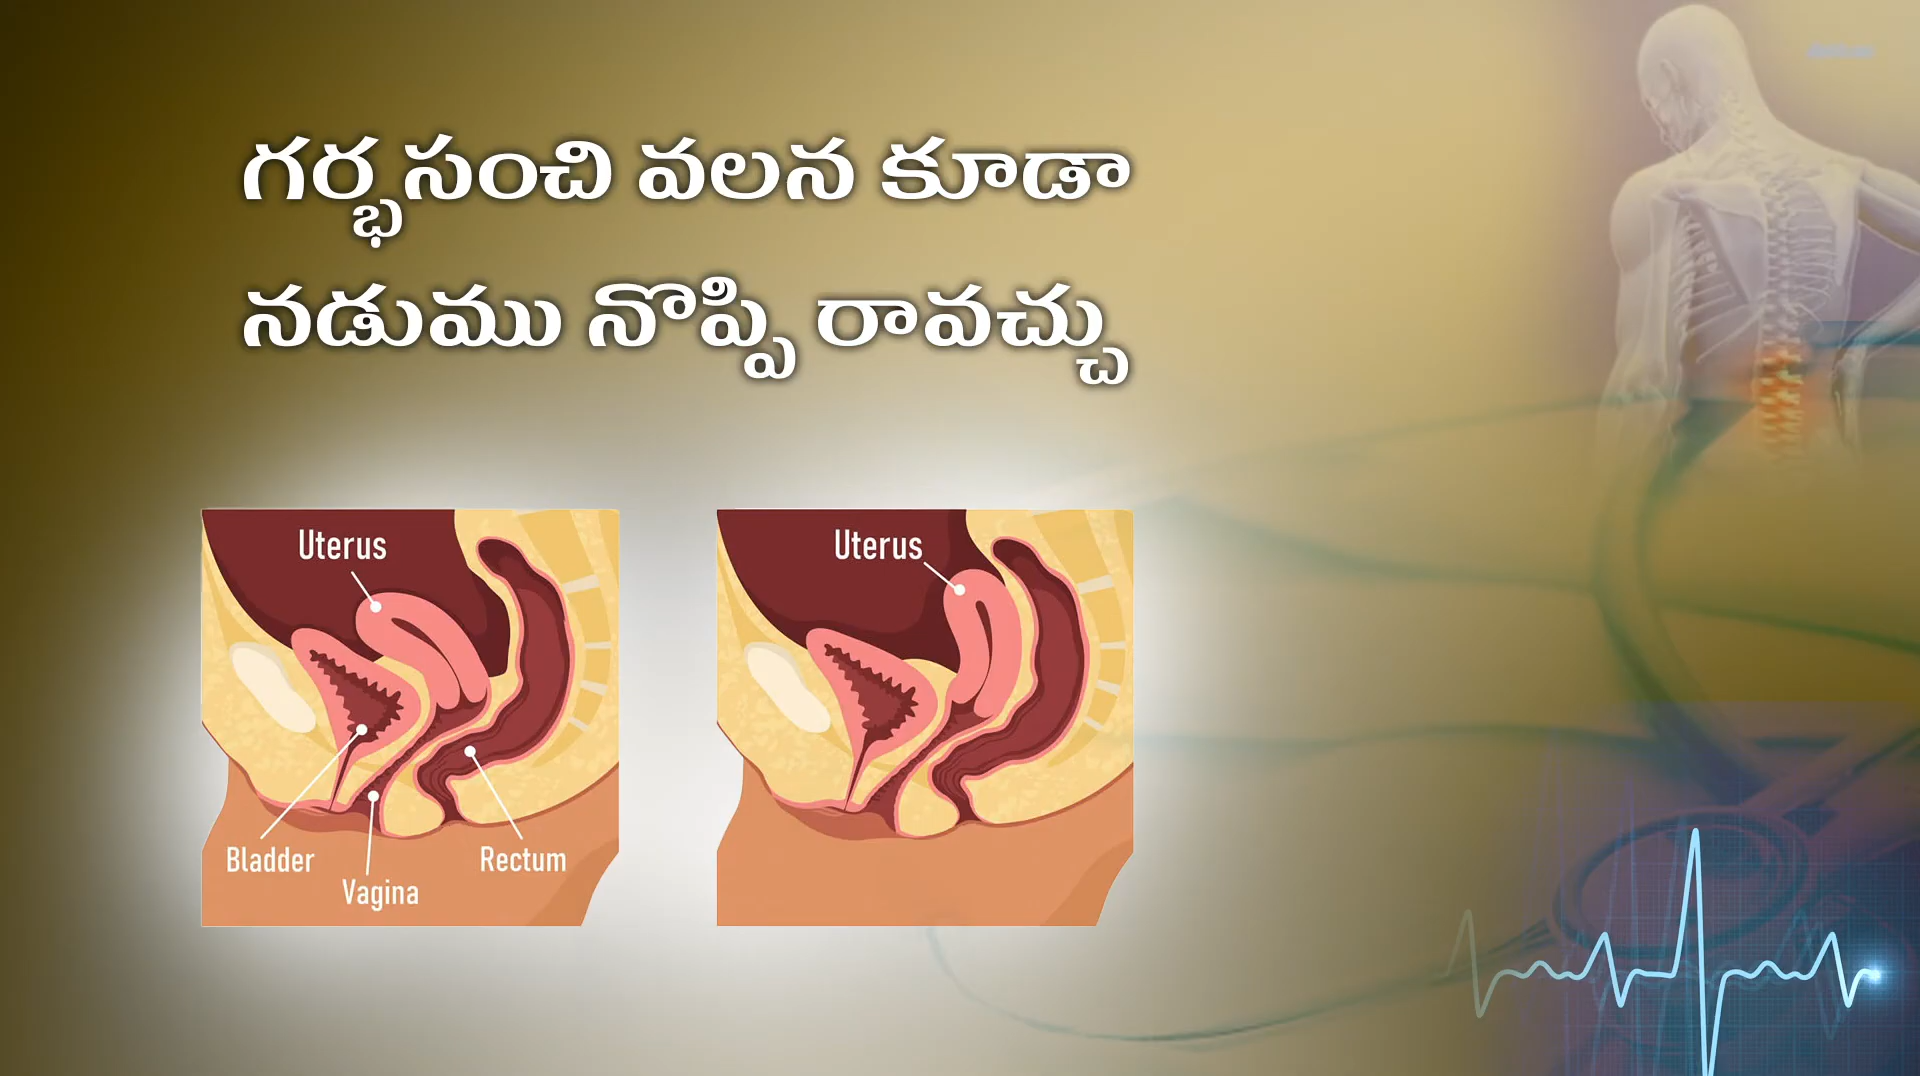 గర్భసంచి వలన కూడా
నడుము నొప్పి రావచ్చు
Uterus
Bladder
Vagina
Rectum
Uterus